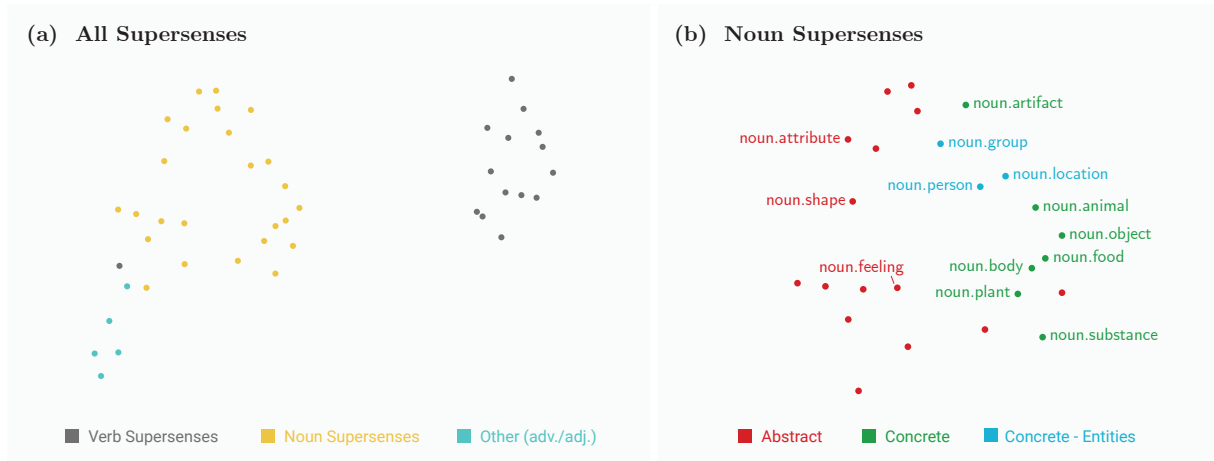 (a) All Supersenses
Verb Supersenses
Noun Supersenses
Other (adv./adj.)
(b) Noun Supersenses
noun.artifact
noun.attribute
noun.group
noun.location
noun.person
noun.shape
noun.animal
noun.object
noun.food
noun.feeling
noun.body
noun.plant
noun.substance
Abstract
Concrete
Concrete - Entities